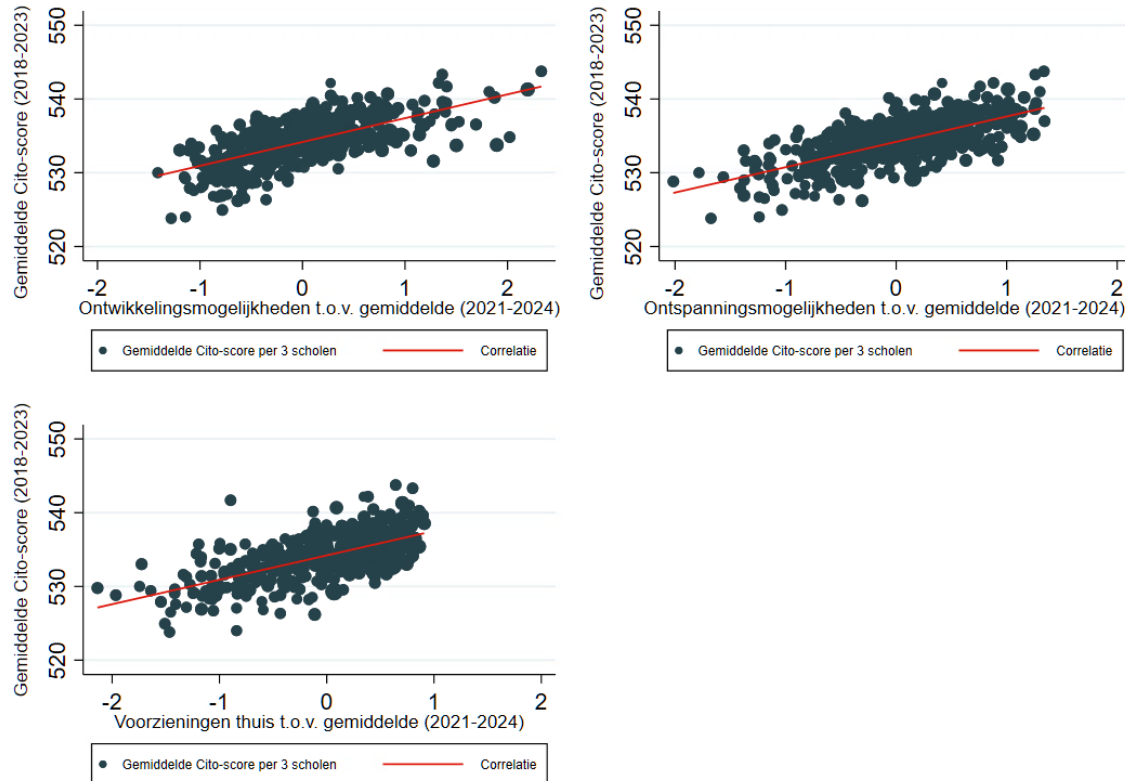 Gemiddelde Cito-score (2018-2023)
550
540
530
520
-2
-1
0
1
2
Ontwikkelingsmogelijkheden t.o.v. gemiddelde (2021-2024)
Gemiddelde Cito-score per 3 scholen
Correlatie
Gemiddelde Cito-score (2018-2023)
550
540
530
520
-2
-1
0
1
2
Ontspanningsmogelijkheden t.o.v. gemiddelde (2021-2024)
Gemiddelde Cito-score per 3 scholen
Correlatie
Gemiddelde Cito-score (2018-2023)
550
540
530
520
-2
-1
0
1
2
Voorzieningen thuis t.o.v. gemiddelde (2021-2024)
Gemiddelde Cito-score per 3 scholen
Correlatie